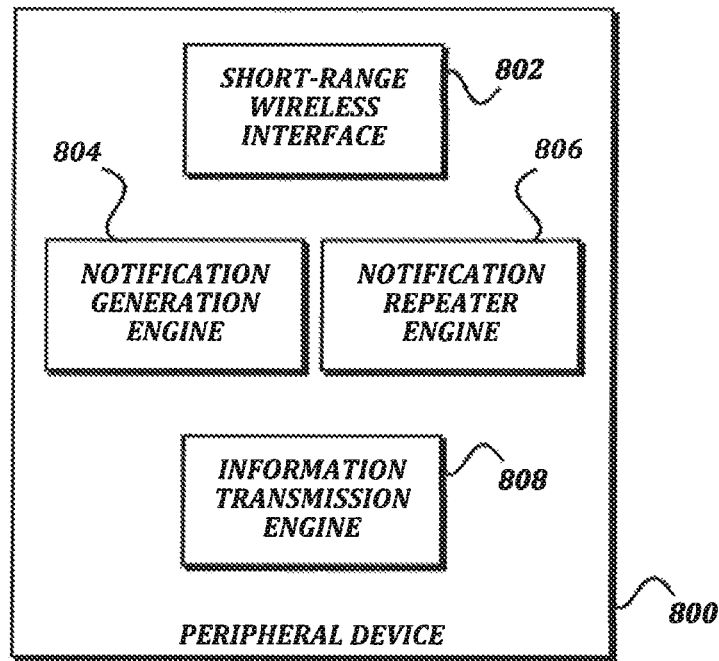 SHORT-RANGE
WIRELESS
INTERFACE
802
804
806
NOTIFICATION
GENERATION
ENGINE
NOTIFICATION
REPEATER
ENGINE
INFORMATION
TRANSMISSION
ENGINE
808
800
PERIPHERAL DEVICE